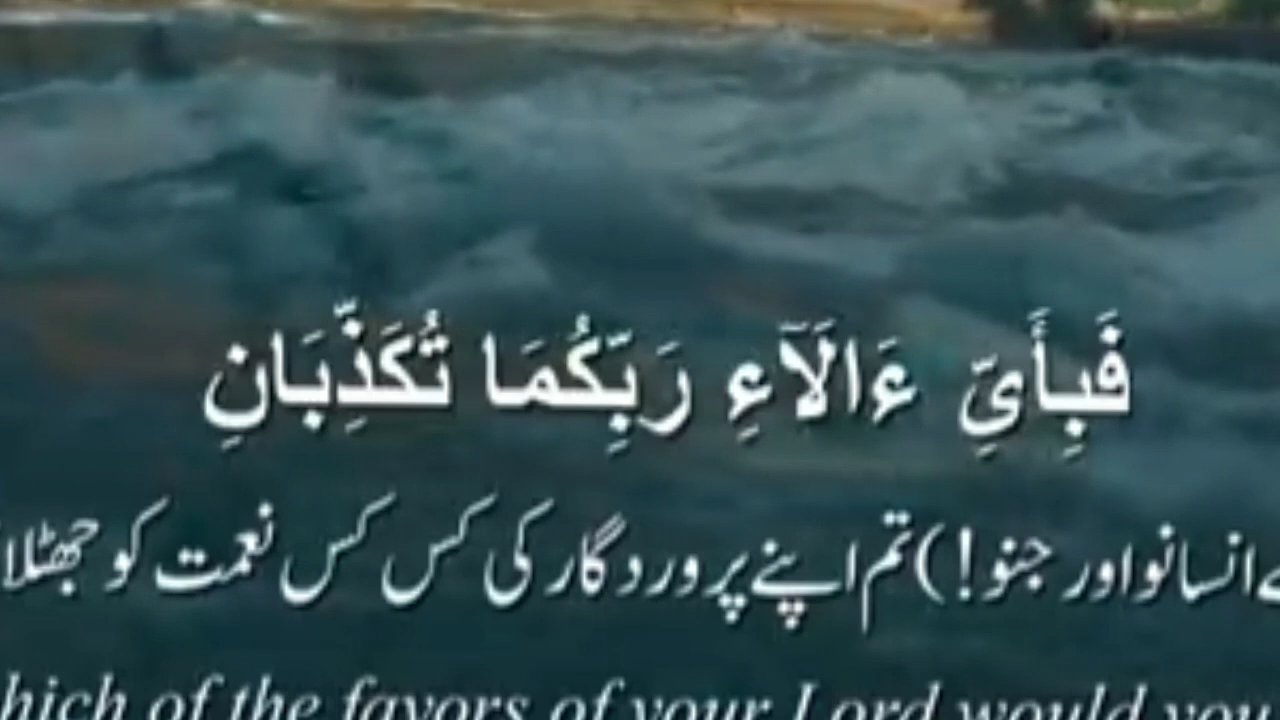 فَبِأَيِّ ءَالَآءِ رَبِّكُمَا تُكَذِّبَانِ
انسانو اور جنو!) تم اپنے پروردگار کی کس کس نعمت کو جھٹلا
hich of the favors of your Lord would you